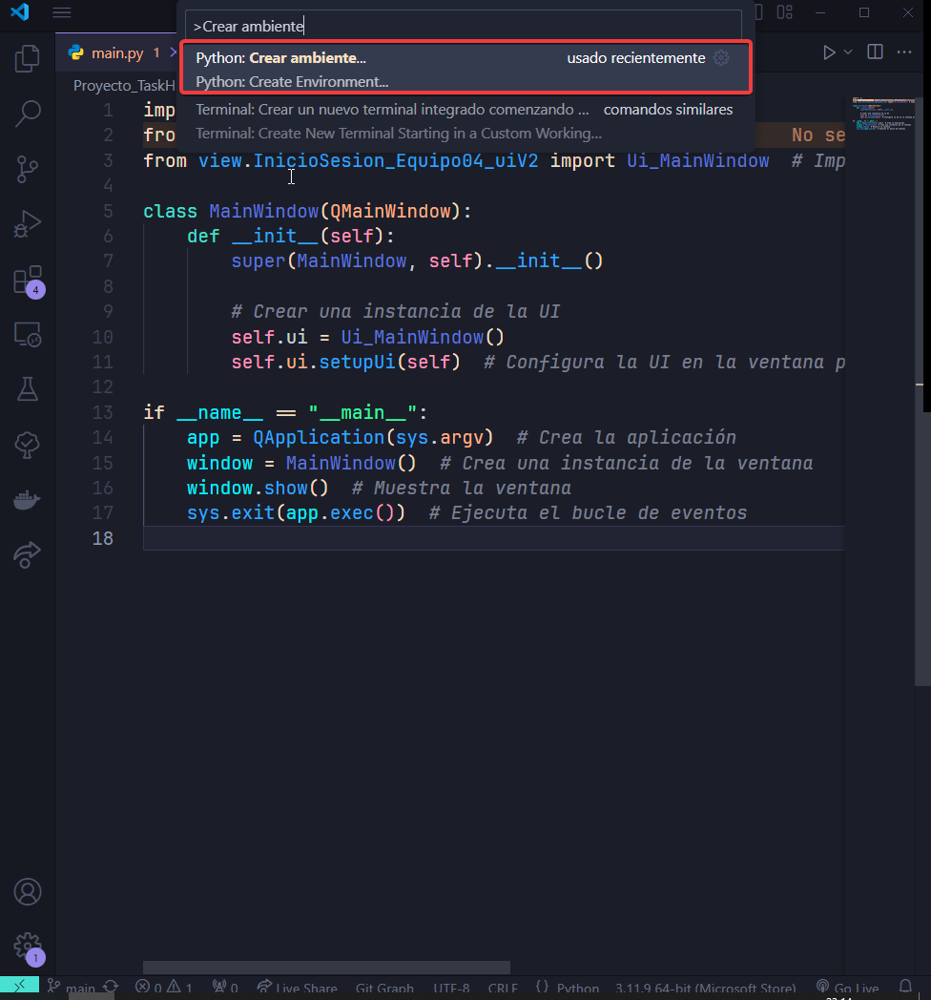 >Crear ambiente
main.py 1
Python: Crear ambiente... usado recientemente
Python: Create Environment...
Terminal: Crear un nuevo terminal integrado comenzando ... comandos similares
Terminal: Create New Terminal Starting in a Custom Working...
Proyecto_TaskH
1 imp
2 fro No se
3 from view.InicioSesion_Equipo04_uiV2 import Ui_MainWindow # Imp
4
5 class MainWindow(QMainWindow):
6 def __init__(self):
7 super(MainWindow, self).__init__()
8
9 # Crear una instancia de la UI
10 self.ui = Ui_MainWindow()
11 self.ui.setupUi(self) # Configura la UI en la ventana p
12
13 if __name__ == "__main__":
14 app = QApplication(sys.argv) # Crea la aplicación
15 window = MainWindow() # Crea una instancia de la ventana
16 window.show() # Muestra la ventana
17 sys.exit(app.exec()) # Ejecuta el bucle de eventos
18
4
1
main 0 1 0 Live Share Git Graph UTF-8 CRLF {} Python 3.11.9 64-bit (Microsoft Store) Go Live